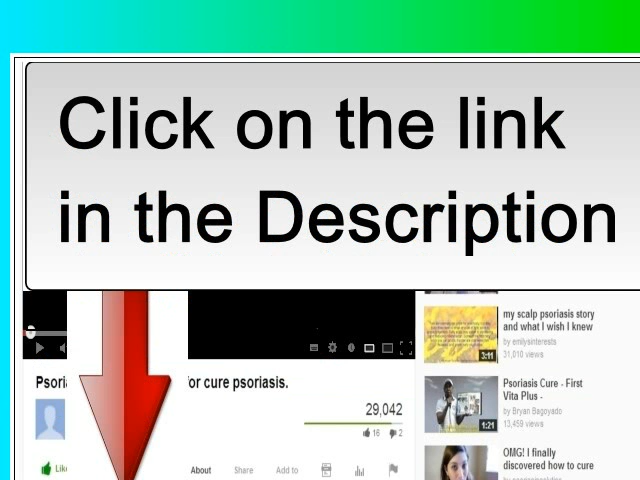 Click on the link
in the Description
my scalp psoriasis story
and what I wish I knew
by emilysinterests
31,010 views
3:11
for cure psoriasis.
Psoriasis Cure - First
Vita Plus -
by Bryan Bagoyado
13,459 views
1:21
29,042
16 2
OMG! I finally
discovered how to cure
About Share Add to